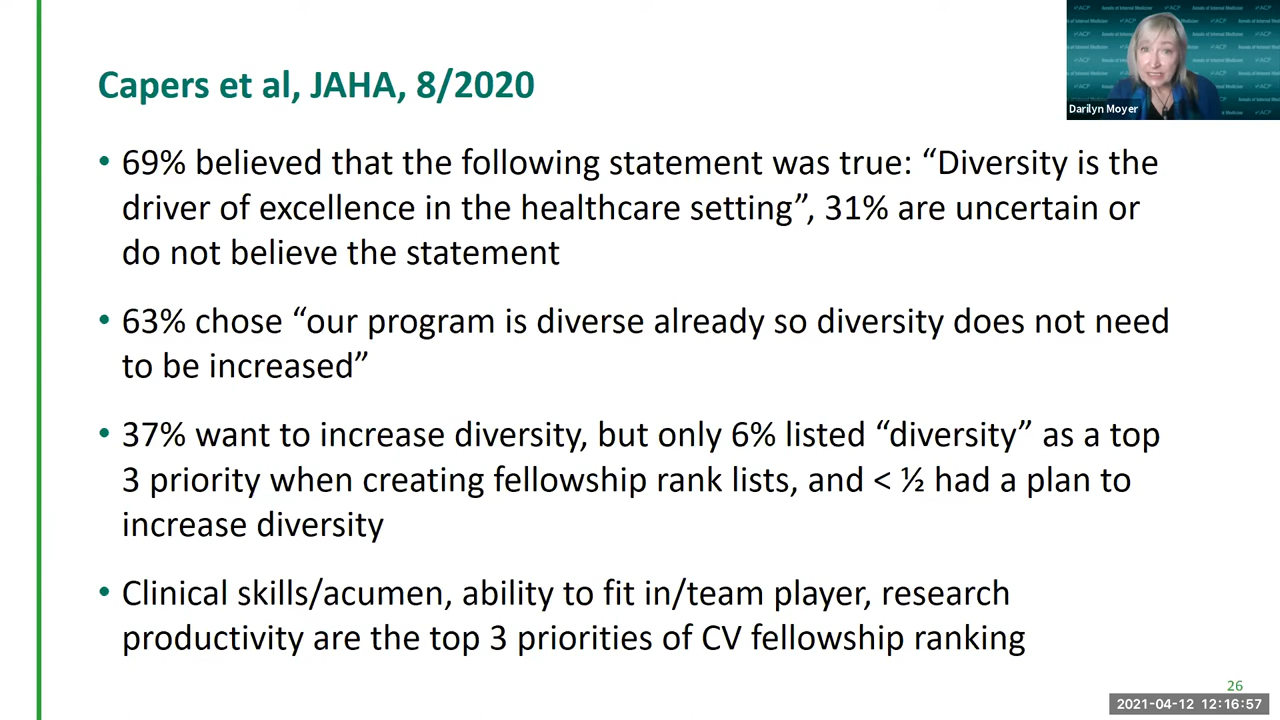 Capers et al, JAHA, 8/2020
• 69% believed that the following statement was true: “Diversity is the
driver of excellence in the healthcare setting”, 31% are uncertain or
do not believe the statement
• 63% chose “our program is diverse already so diversity does not need
to be increased”
• 37% want to increase diversity, but only 6% listed “diversity” as a top
3 priority when creating fellowship rank lists, and < ½ had a plan to
increase diversity
• Clinical skills/acumen, ability to fit in/team player, research
productivity are the top 3 priorities of CV fellowship ranking
ACP
Annals of Internal Medicine
Darilyn Moyer
26
2021-04-12 12:16:57